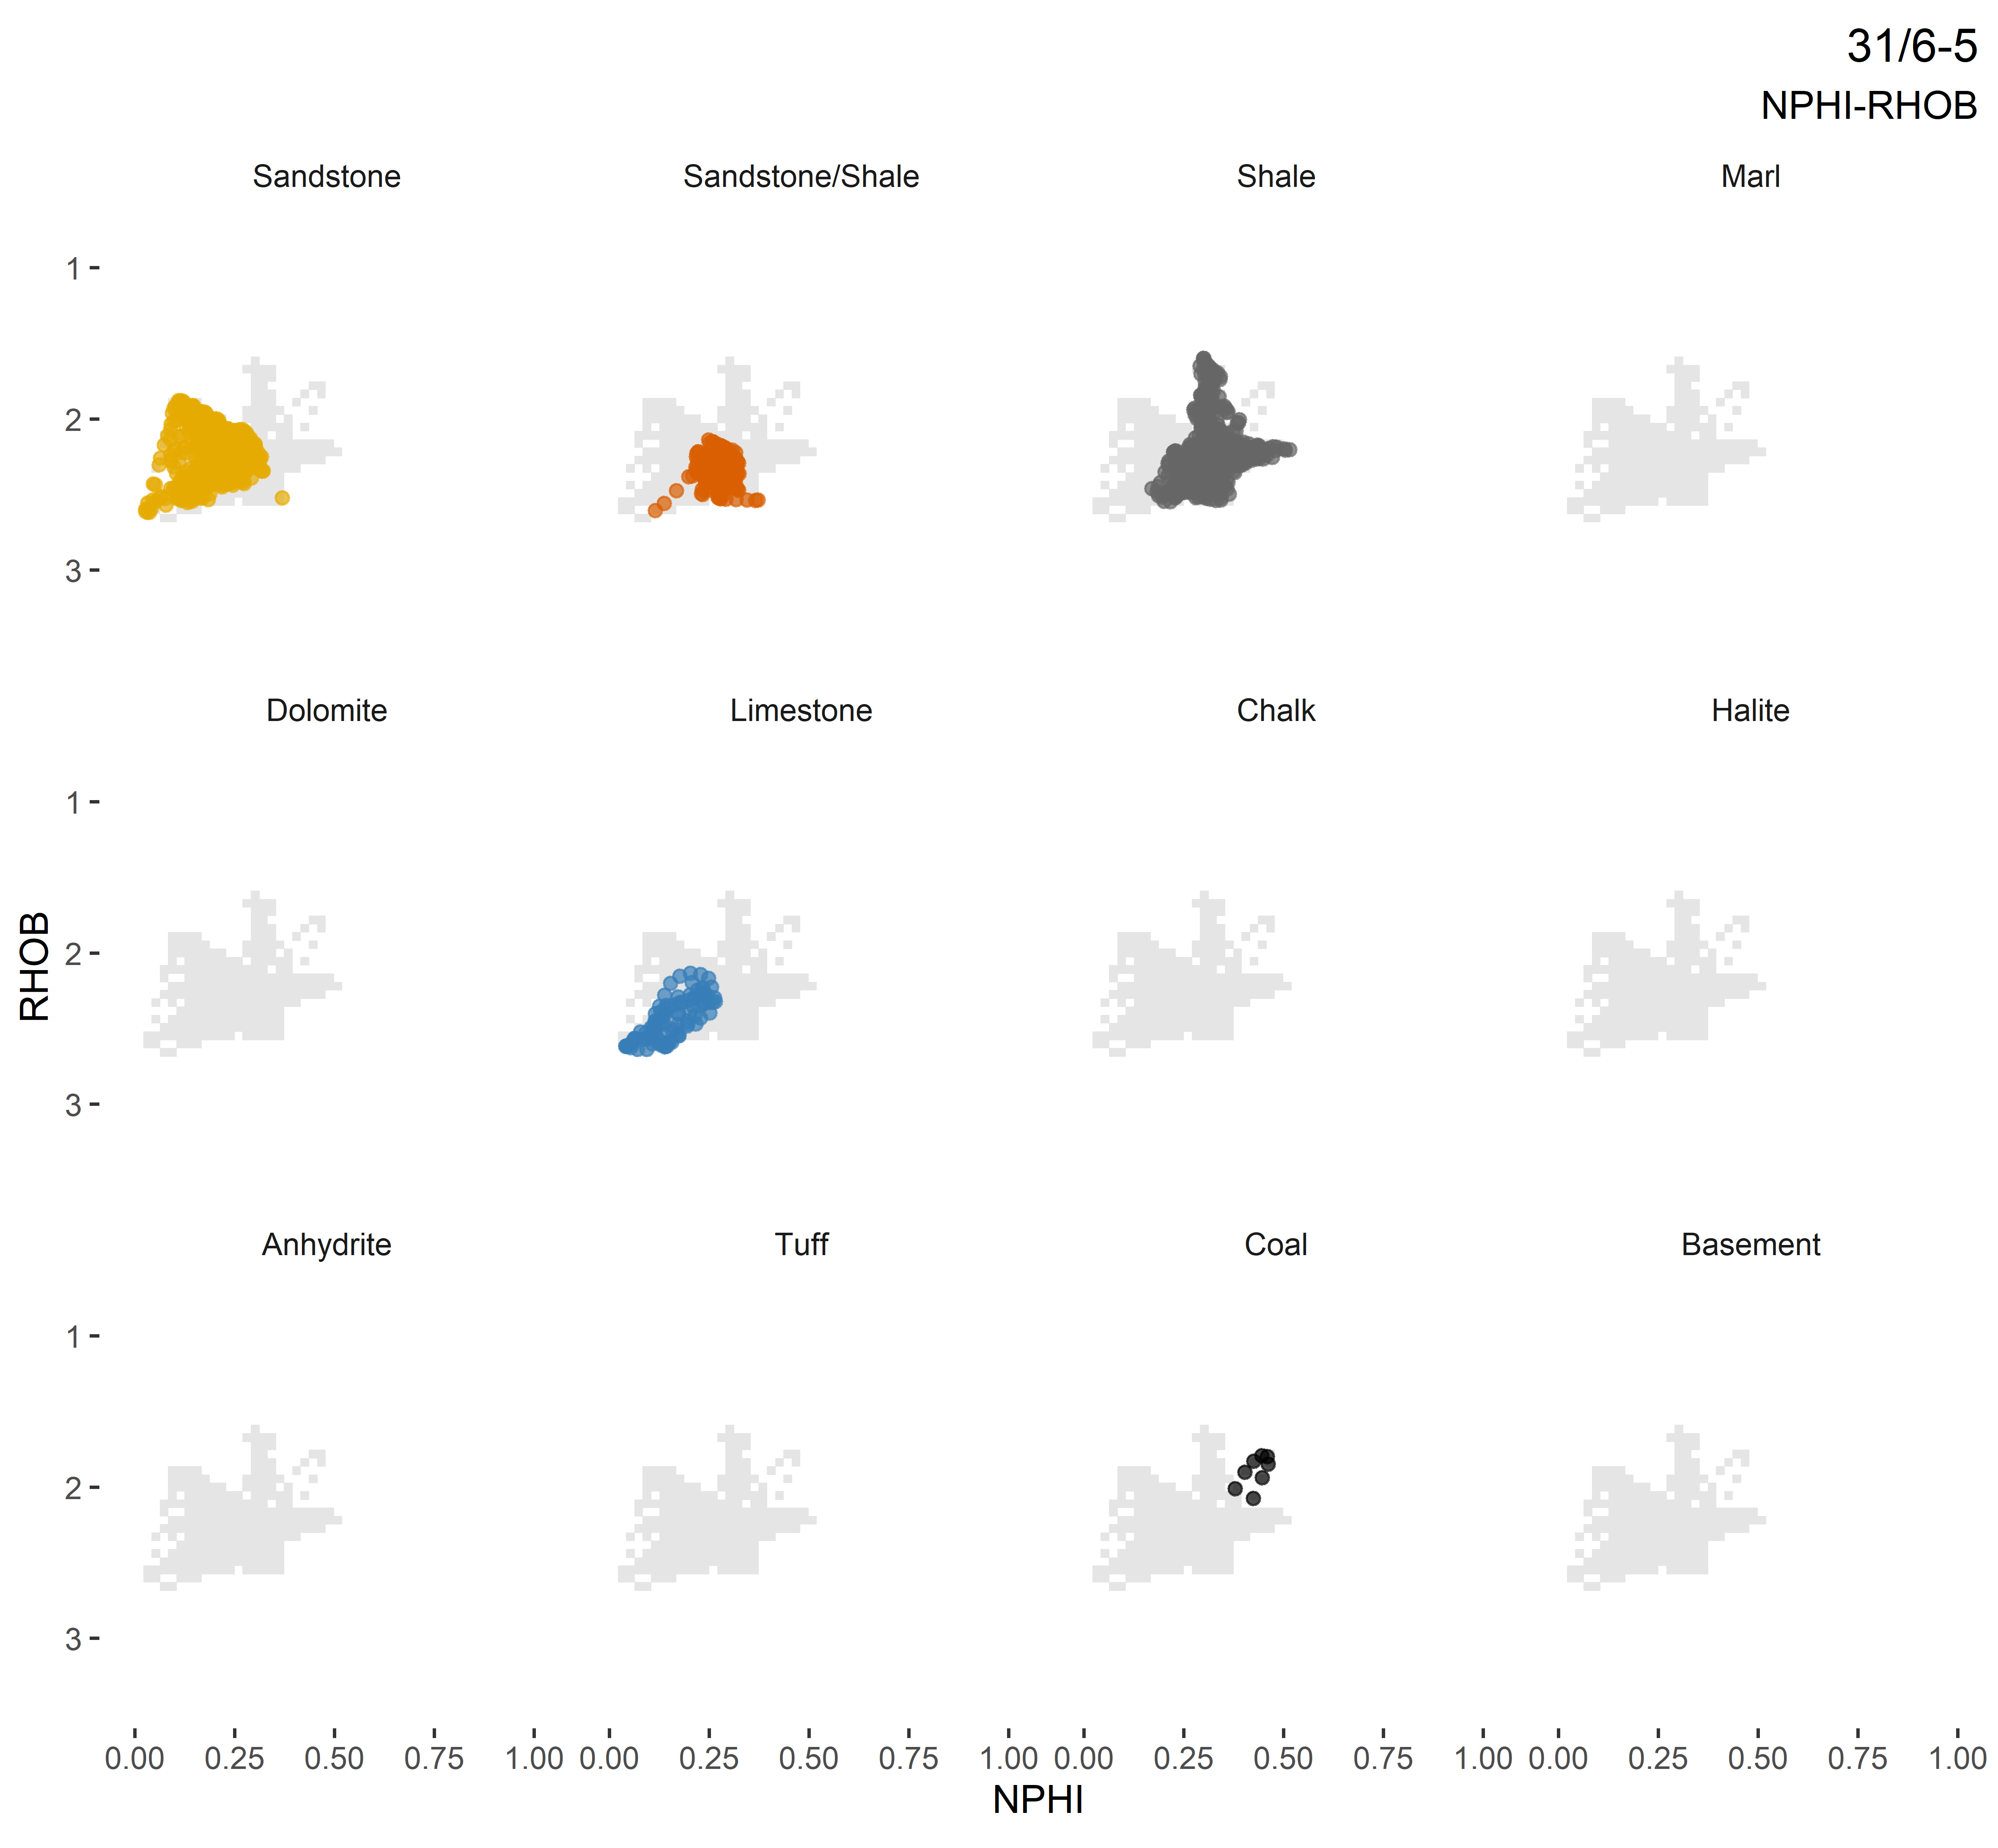 31/6-5
NPHI-RHOB
Sandstone Sandstone/Shale Shale Marl
1
2
3
Dolomite Limestone Chalk Halite
1
2
3
RHOB
Anhydrite Tuff Coal Basement
1
2
3
0.00 0.25 0.50 0.75 1.00 0.00 0.25 0.50 0.75 1.00 0.00 0.25 0.50 0.75 1.00 0.00 0.25 0.50 0.75 1.00
NPHI